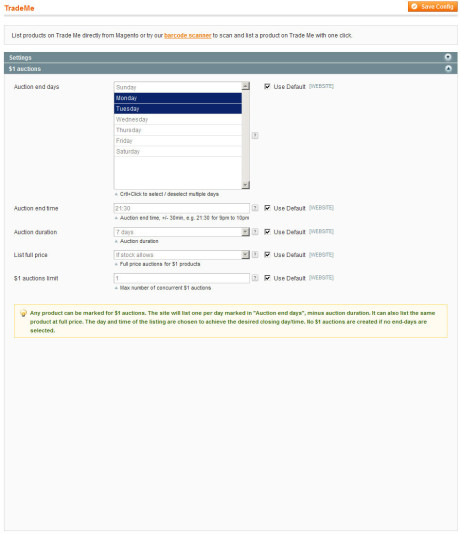 TradeMe
Save Config
List products on Trade Me directly from Magento or try our barcode scanner to scan and list a product on Trade Me with one click.
Settings
$1 auctions
Auction end days
Sunday
Monday
Tuesday
Wednesday
Thursday
Friday
Saturday
Use Default [WEBSITE]
Ctrl+Click to select / deselect multiple days
Auction end time
21:30
Use Default [WEBSITE]
Auction end time, +/- 30min, e.g. 21:30 for 9pm to 10pm
Auction duration
7 days
Use Default [WEBSITE]
Auction duration
List full price
If stock allows
Use Default [WEBSITE]
Full price auctions for $1 products
$1 auctions limit
1
Use Default [WEBSITE]
Max number of concurrent $1 auctions
Any product can be marked for $1 auctions. The site will list one per day marked in "Auction end days", minus auction duration. It can also list the same
product at full price. The day and time of the listing are chosen to achieve the desired closing day/time. No $1 auctions are created if no end-days are
selected.